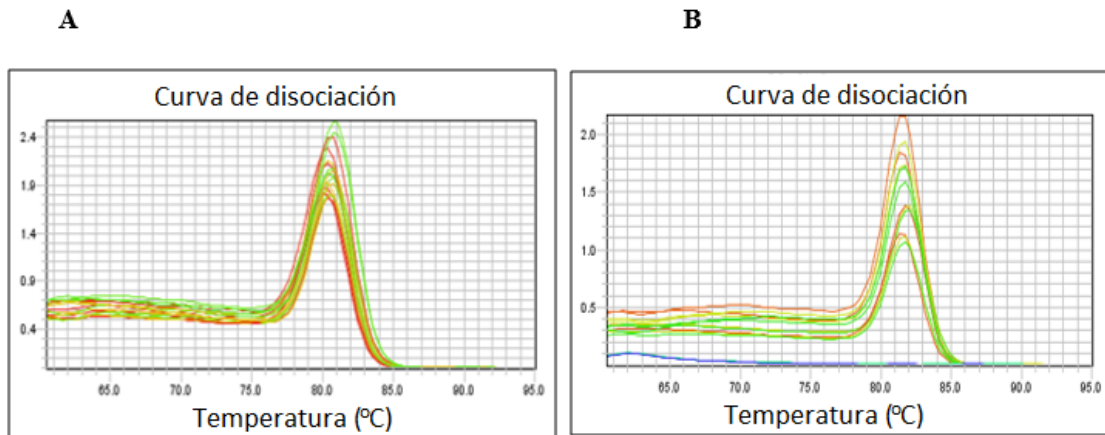 A
B
Curva de disociación
2.4
1.9
1.4
0.9
0.4
65.0 70.0 75.0 80.0 85.0 90.0 95.0
Temperatura (ºC)
Curva de disociación
2.0
1.5
1.0
0.5
65.0 70.0 75.0 80.0 85.0 90.0 95.0
Temperatura (ºC)